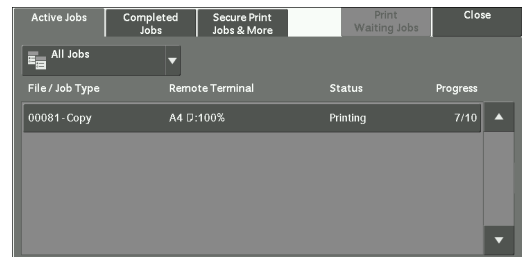 Active Jobs
Completed Jobs
Secure Print Jobs & More
Print Waiting Jobs
Close
All Jobs
File / Job Type Remote Terminal Status Progress
00081-Copy A4 :100% Printing 7/10